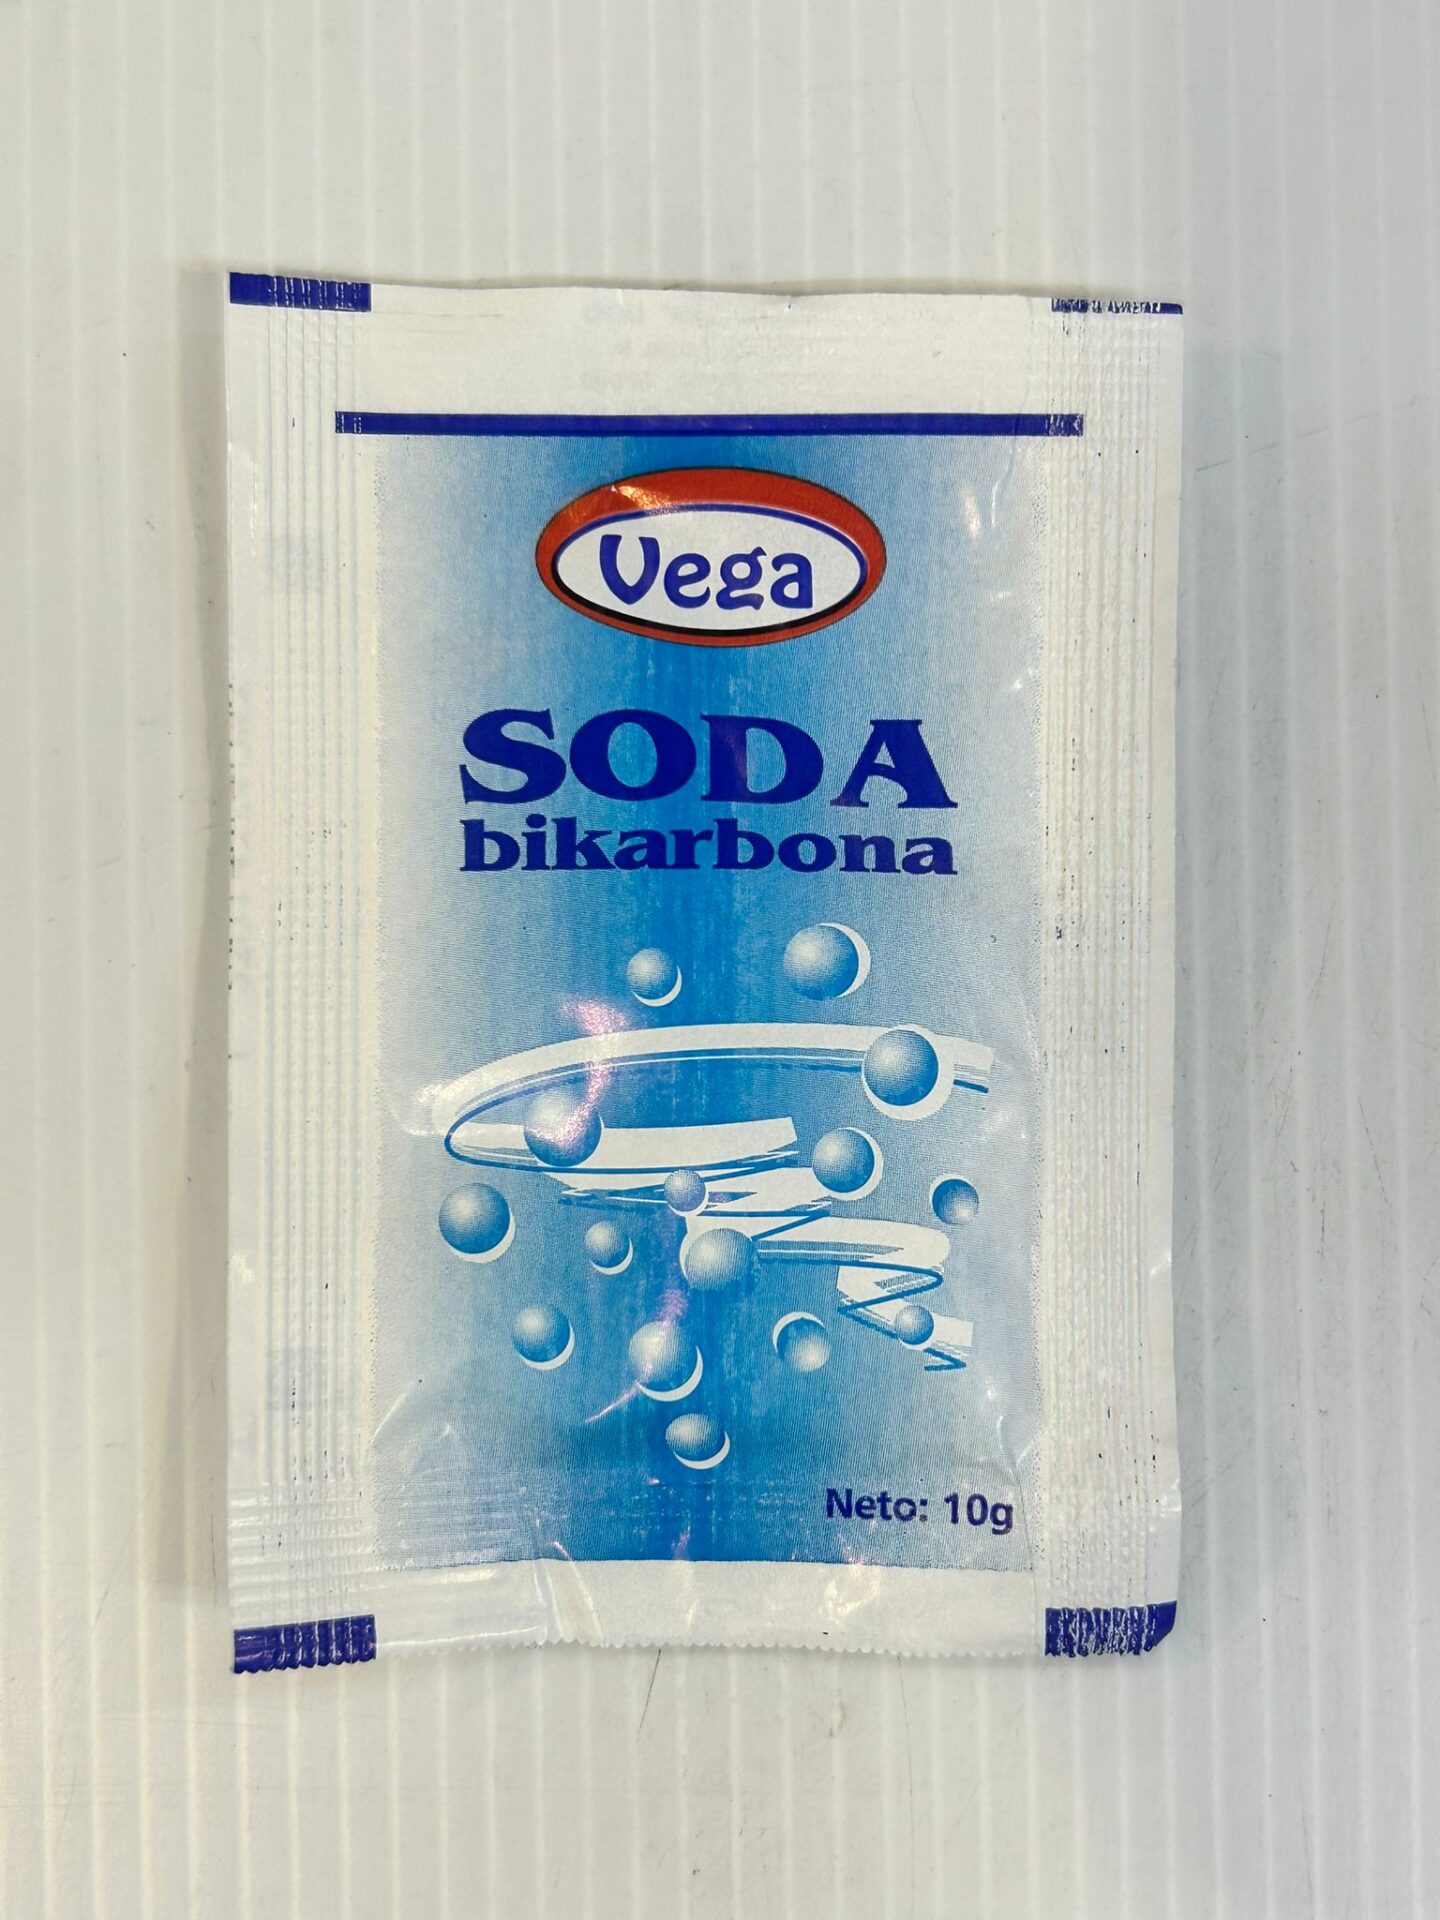 Vega
SODA
bikarbona
Neto: 10g